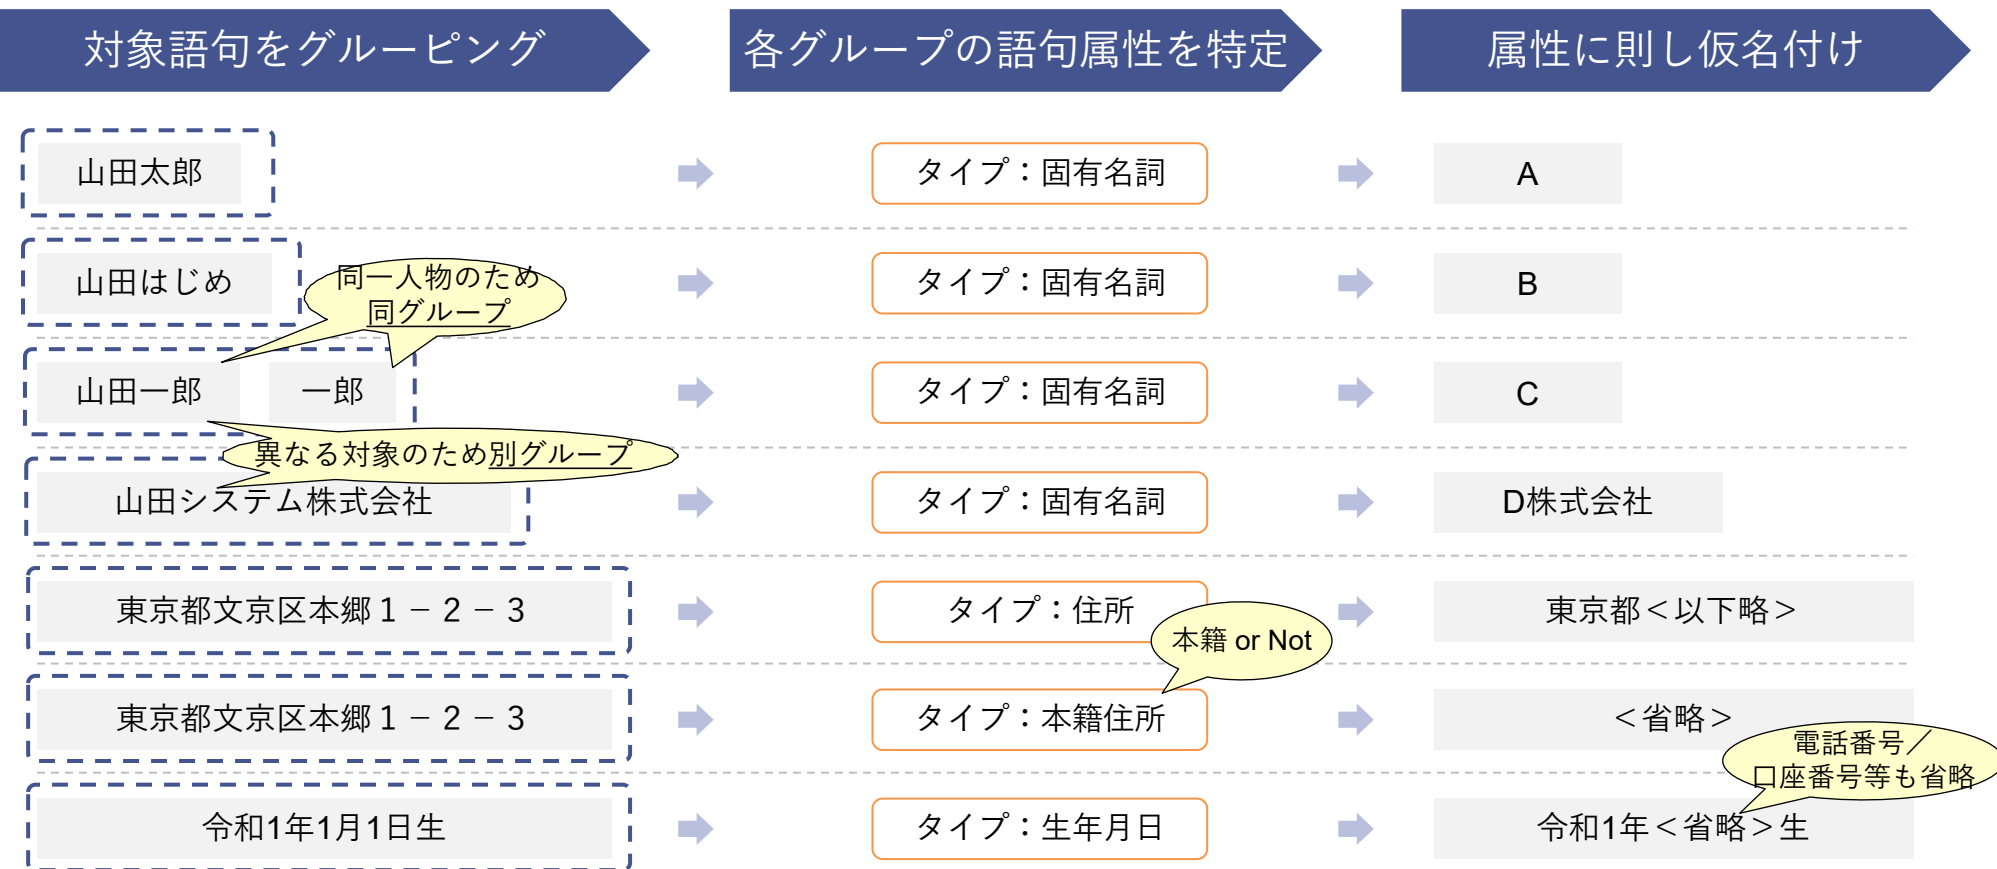 対象語句をグルーピング
各グループの語句属性を特定
属性に則し仮名付け
山田太郎
タイプ：固有名詞
A
山田はじめ
同一人物のため
同グループ
タイプ：固有名詞
B
山田一郎
一郎
タイプ：固有名詞
C
異なる対象のため別グループ
山田システム株式会社
タイプ：固有名詞
D株式会社
東京都文京区本郷１－２－３
タイプ：住所
東京都＜以下略＞
本籍 or Not
東京都文京区本郷１－２－３
タイプ：本籍住所
＜省略＞
電話番号／
口座番号等も省略
令和1年1月1日生
タイプ：生年月日
令和1年＜省略＞生